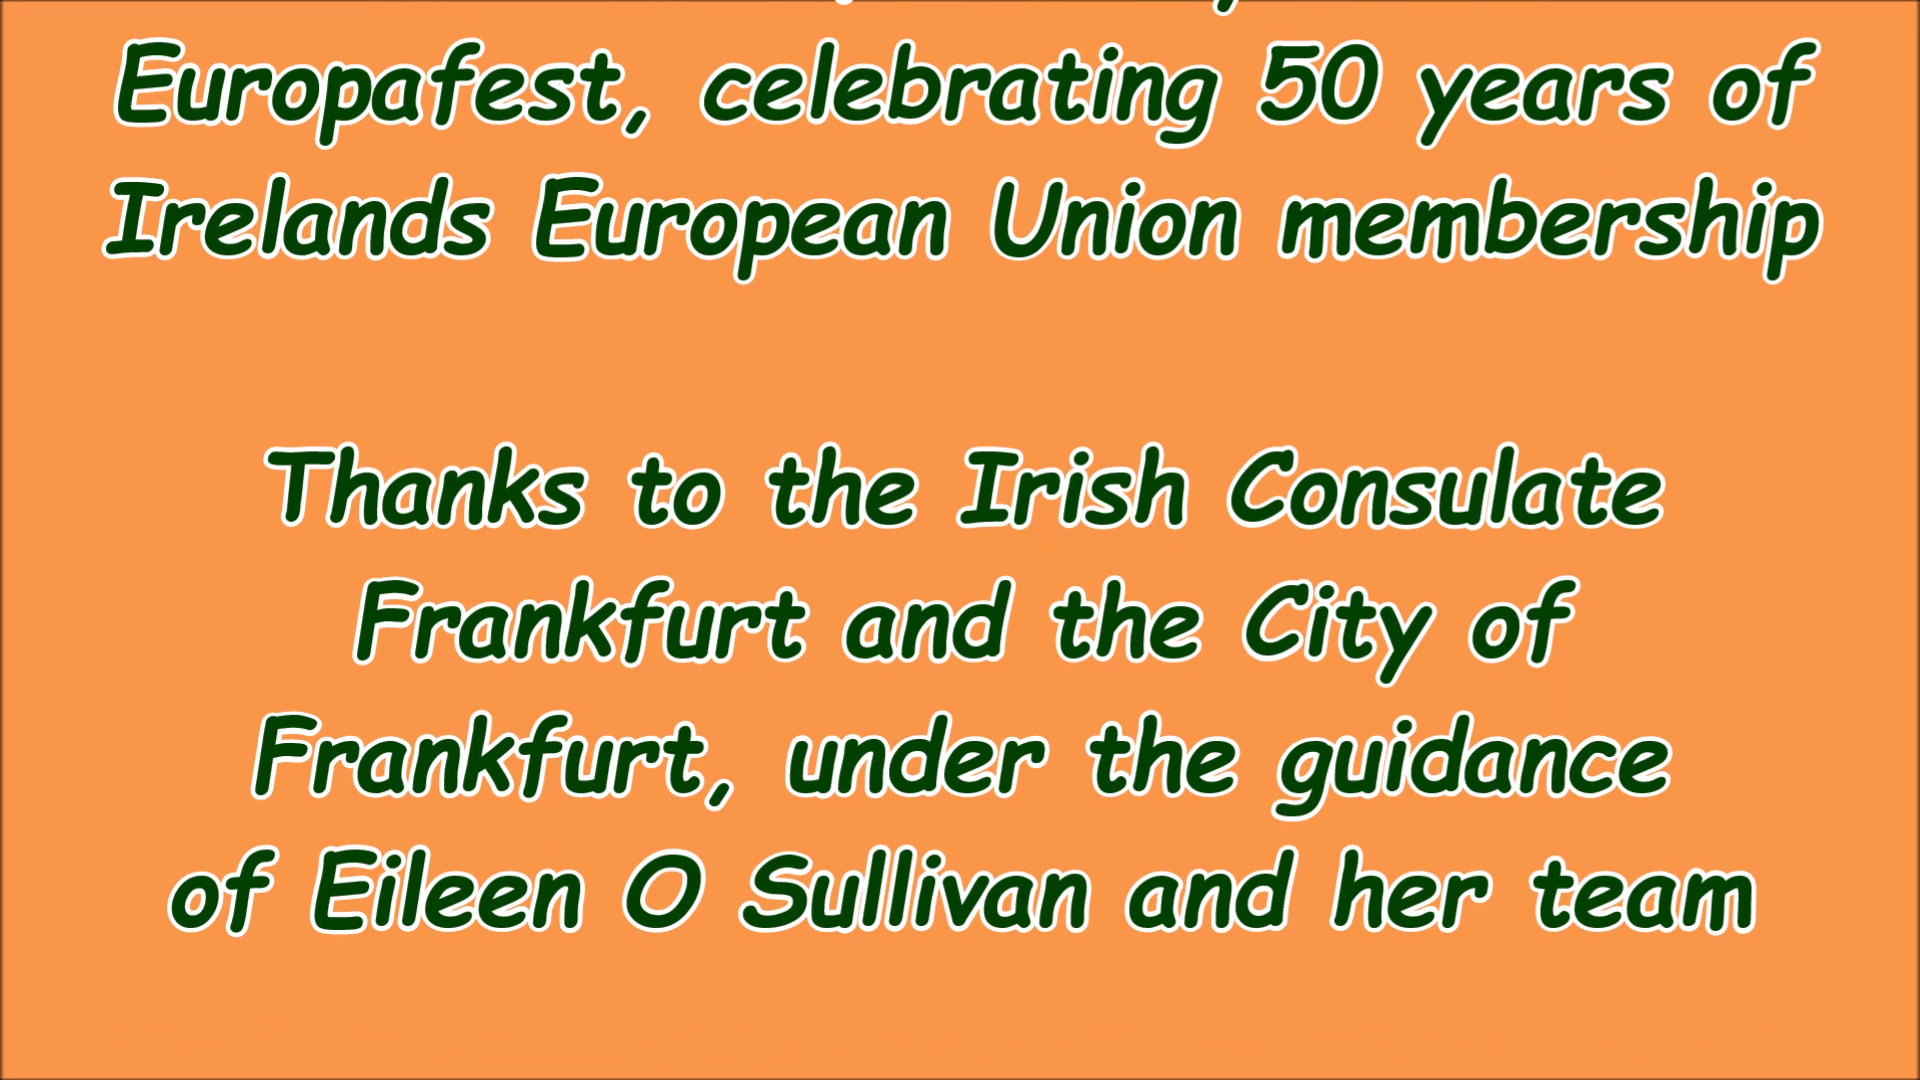 Europafest, celebrating 50 years of
Irelands European Union membership
Thanks to the Irish Consulate
Frankfurt and the City of
Frankfurt, under the guidance
of Eileen O Sullivan and her team